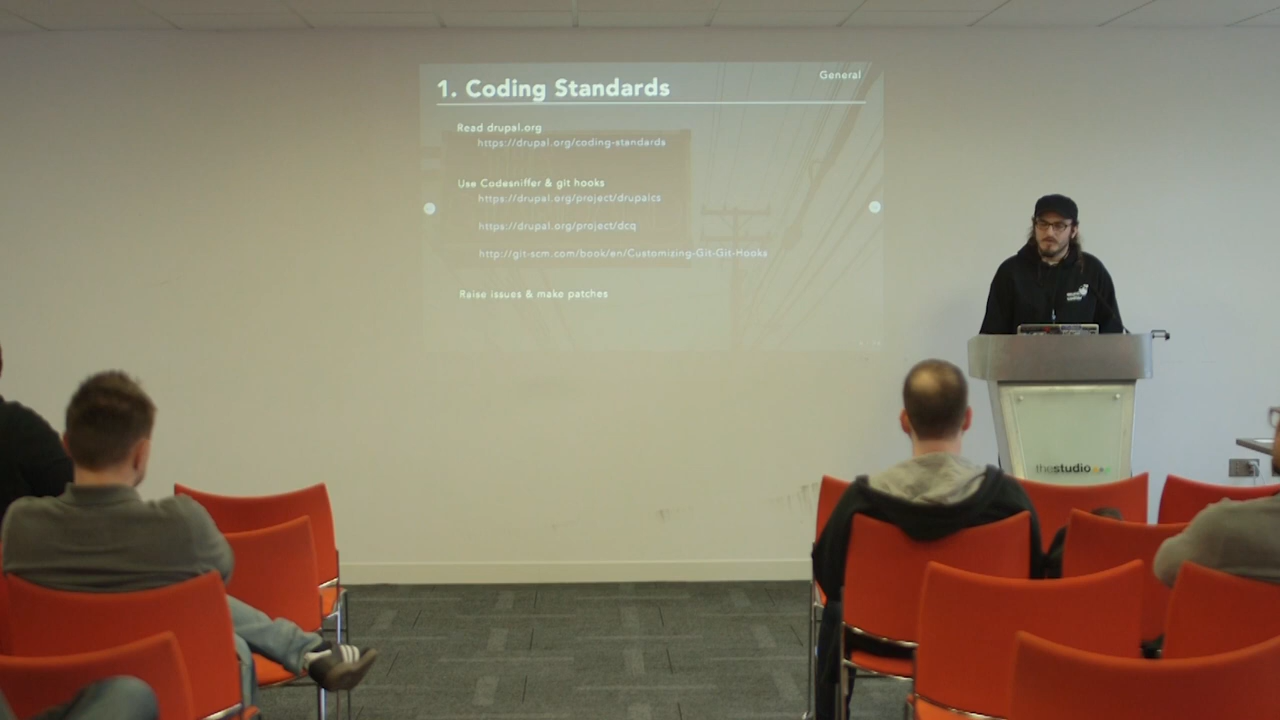 General
1. Coding Standards
Read drupal.org
https://drupal.org/coding-standards
Use Codesniffer & git hooks
https://drupal.org/project/drupalcs
https://drupal.org/project/dcq
http://git-scm.com/book/en/Customizing-Git-Git-Hooks
Raise issues & make patches
thestudio